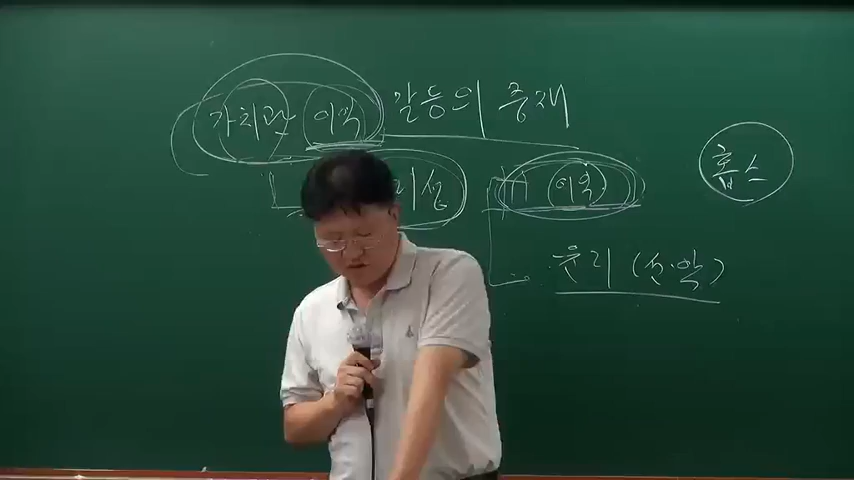 가치관 이익 갈등의 중재
홉스
이성 이익
윤리 (선·악)